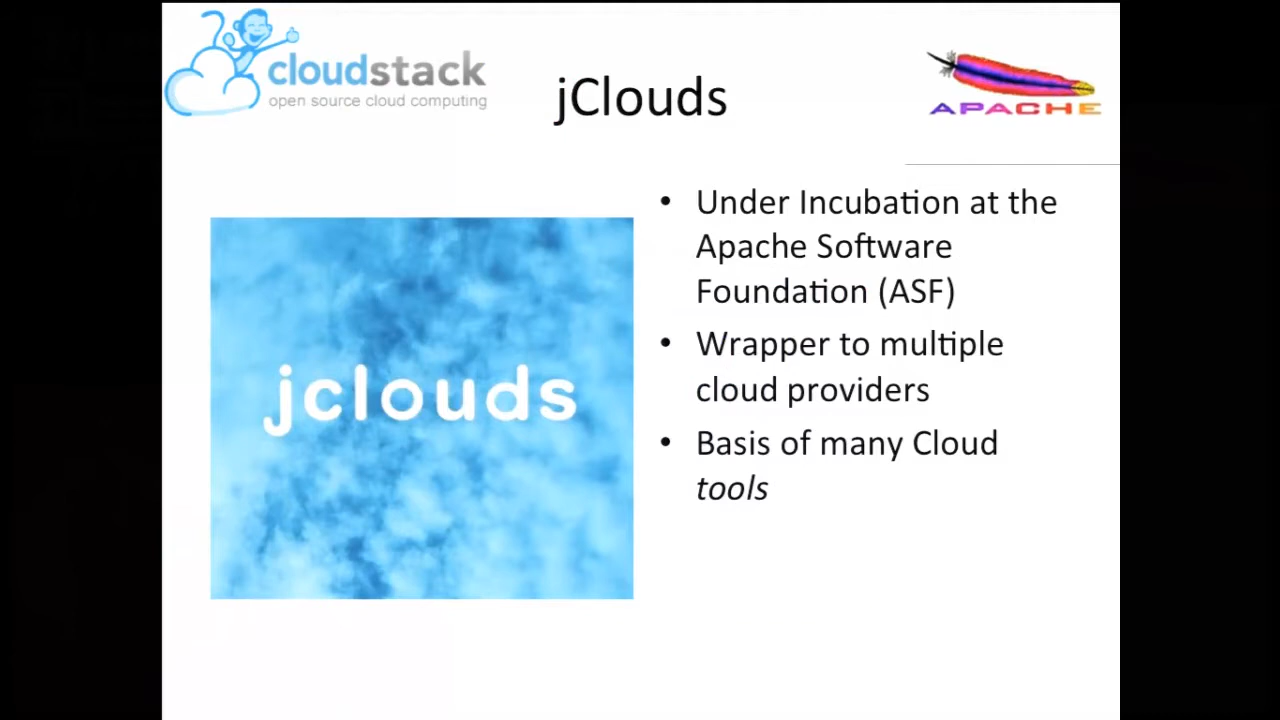 cloudstack
open source cloud computing
jClouds
APACHE
jclouds
• Under Incubation at the
Apache Software
Foundation (ASF)
• Wrapper to multiple
cloud providers
• Basis of many Cloud
tools